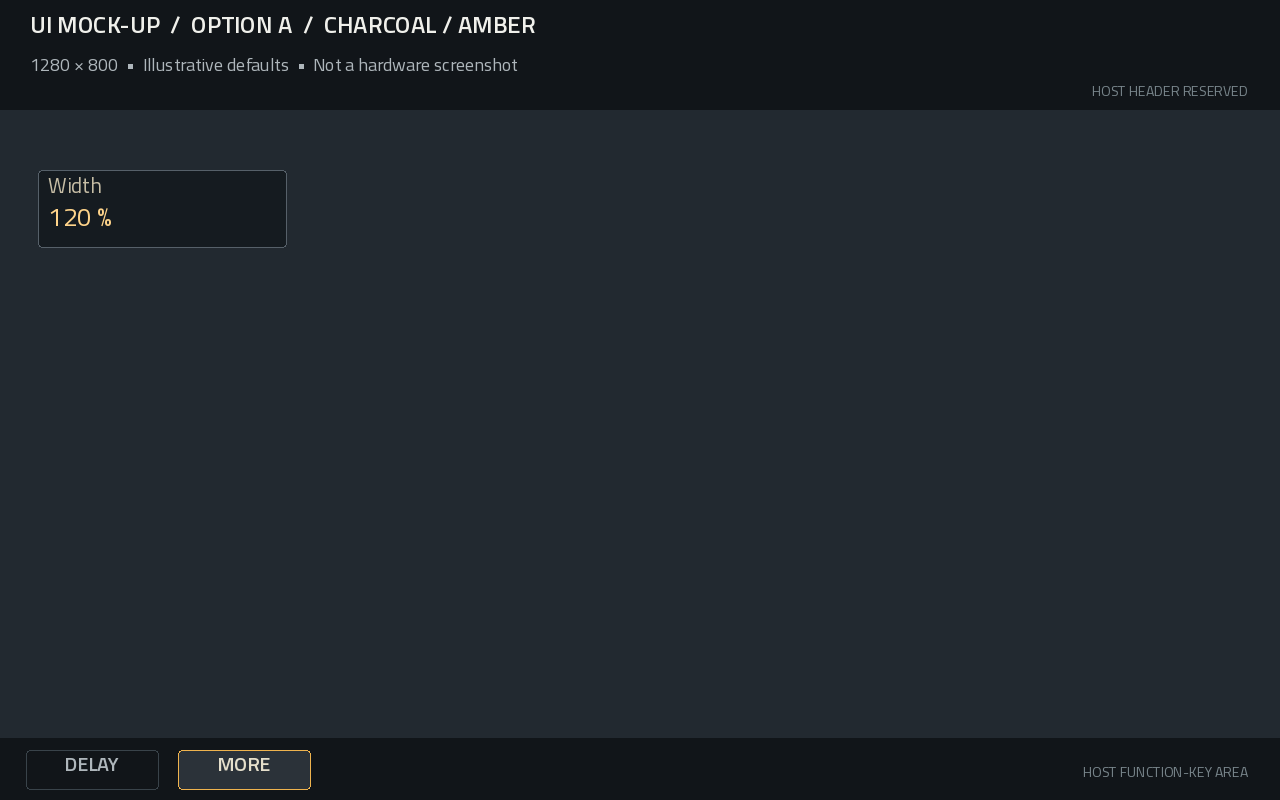 UI MOCK-UP / OPTION A / CHARCOAL / AMBER
1280 × 800 ▪ Illustrative defaults ▪ Not a hardware screenshot
HOST HEADER RESERVED
Width
120 %
DELAY MORE
HOST FUNCTION-KEY AREA